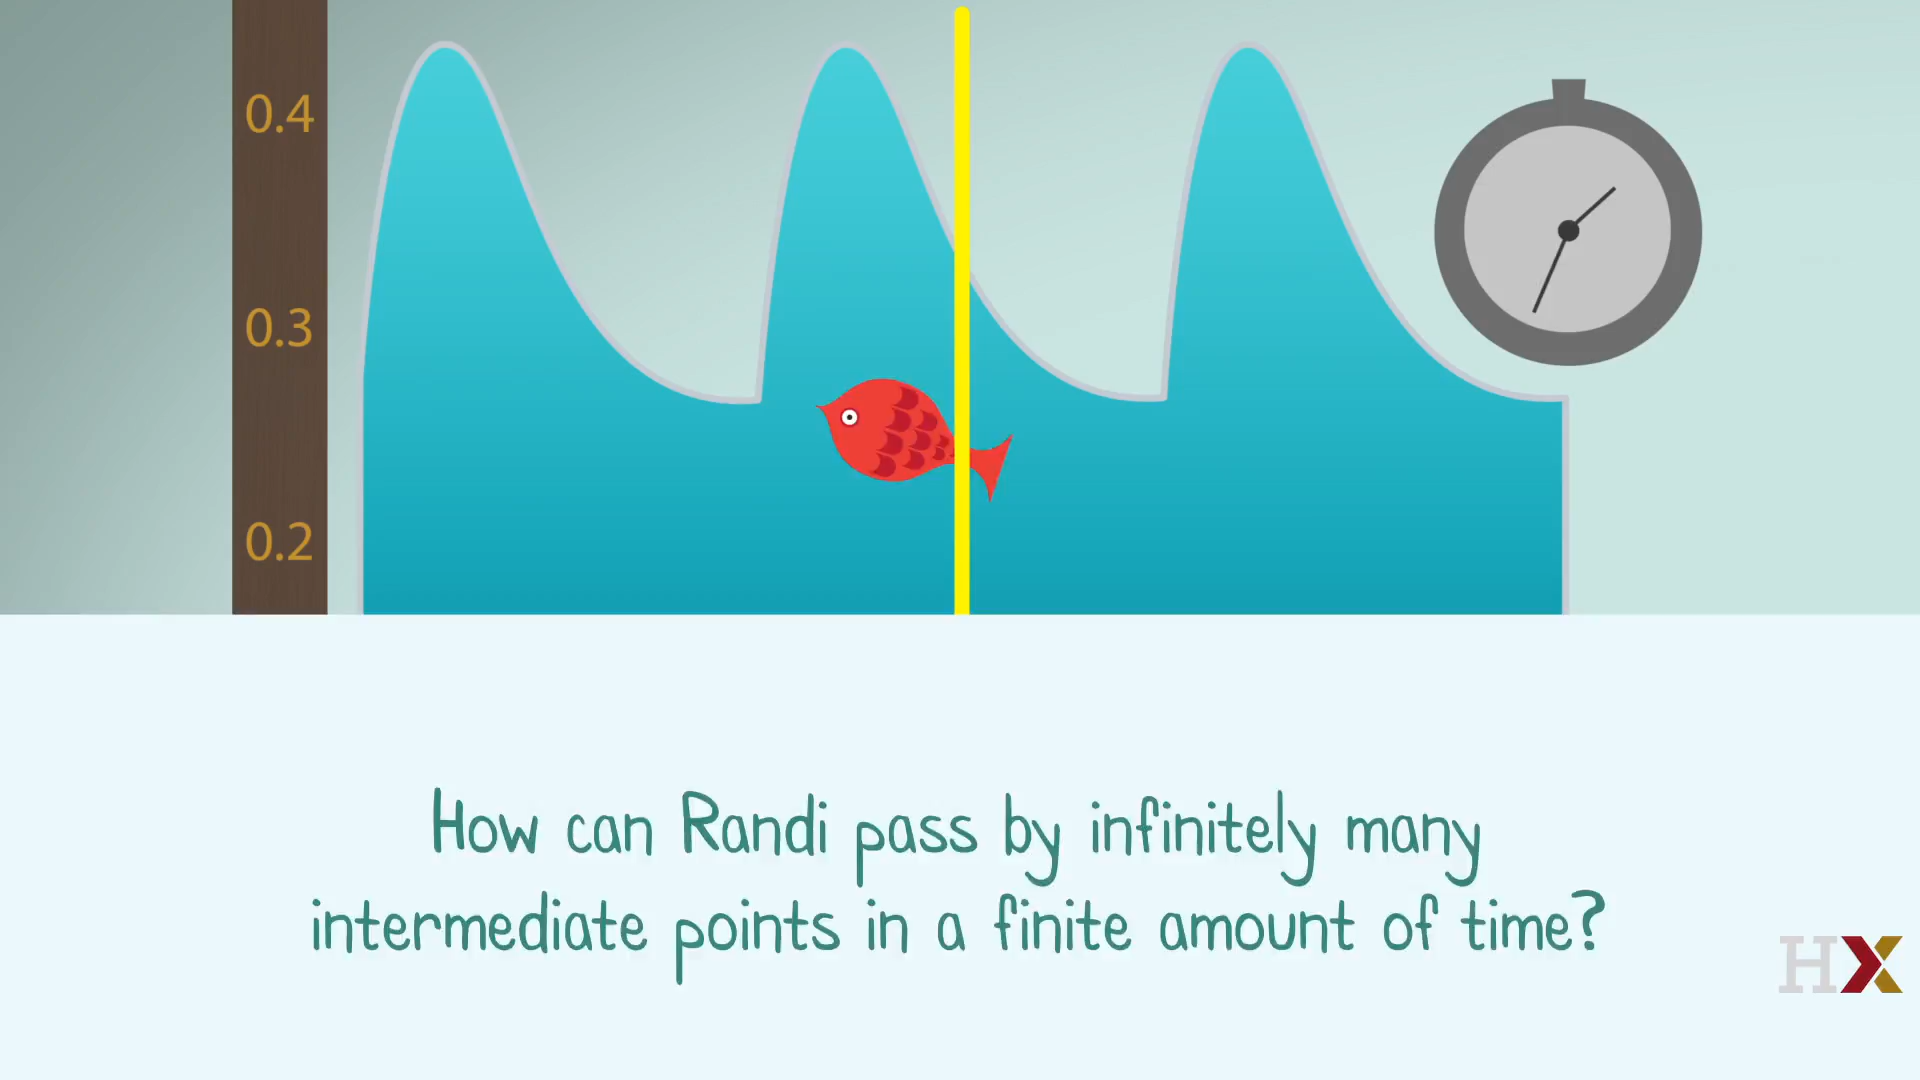 0.4
0.3
0.2
How can Randi pass by infinitely many
intermediate points in a finite amount of time?
HX